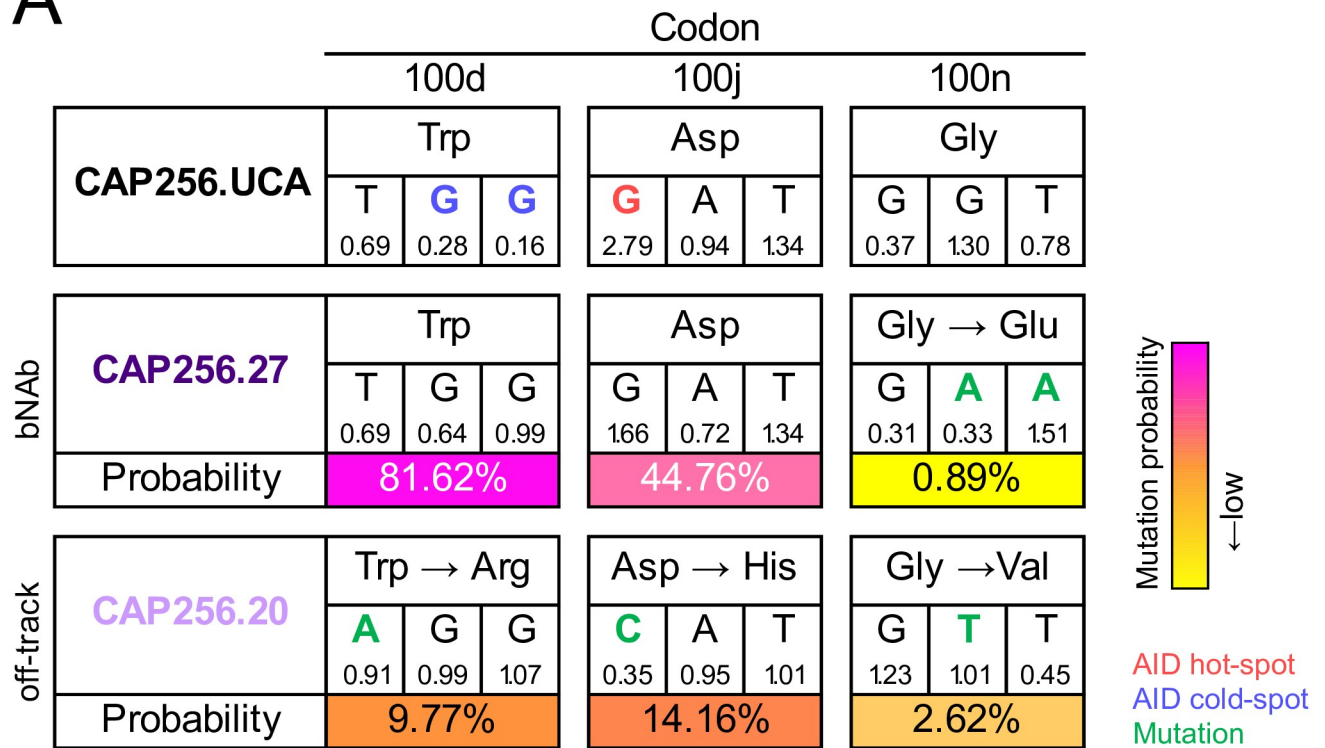 A
Codon
100d 100j 100n
CAP256.UCA Trp Asp Gly
T G G G A T G G T
0.69 0.28 0.16 2.79 0.94 1.34 0.37 1.30 0.78
bNAb
CAP256.27 Trp Asp Gly → Glu
T G G G A T G A A
0.69 0.64 0.99 1.66 0.72 1.34 0.31 0.33 1.51
Probability 81.62% 44.76% 0.89%
off-track
CAP256.20 Trp → Arg Asp → His Gly →Val
A G G C A T G T T
0.91 0.99 1.07 0.35 0.95 1.01 1.23 1.01 0.45
Probability 9.77% 14.16% 2.62%
Mutation probability
←low
AID hot-spot
AID cold-spot
Mutation